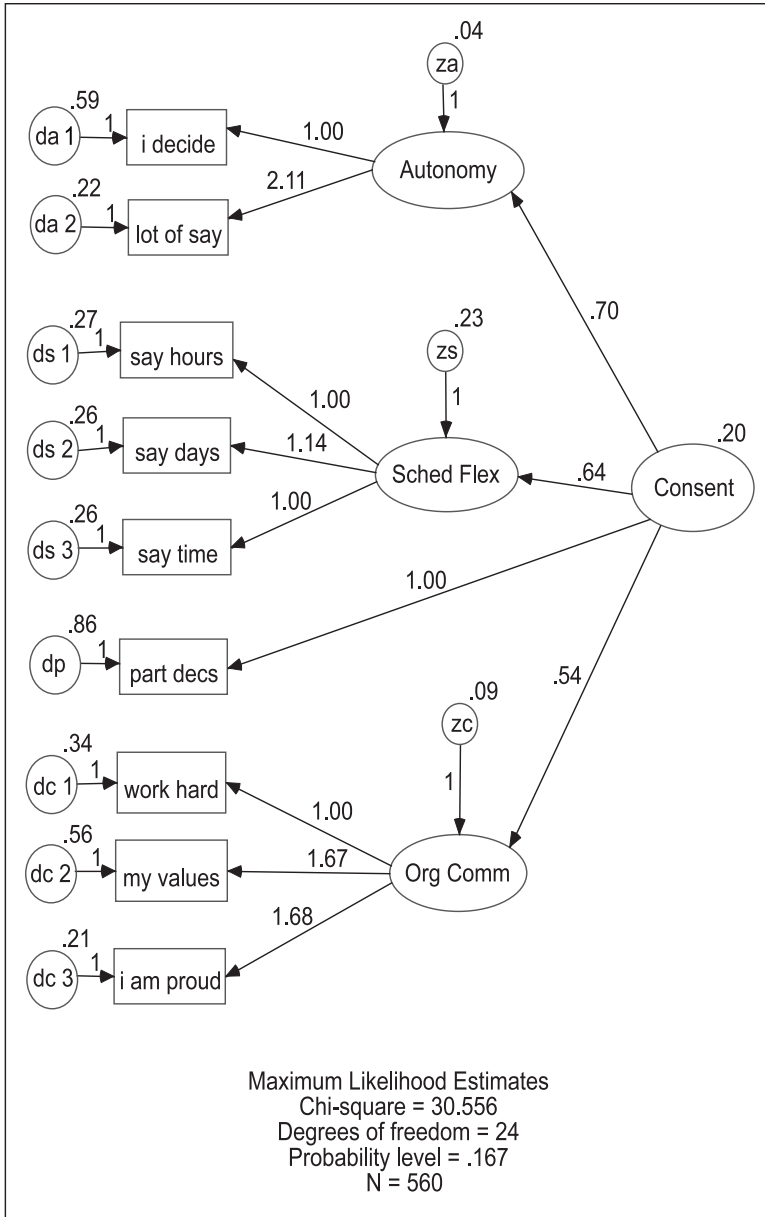 .04
za
1
.59
da 1
1
i decide
1.00
Autonomy
2.11
.22
da 2
1
lot of say
.70
.27
ds 1
1
say hours
.23
zs
1
1.00
.26
ds 2
1
say days
1.14
Sched Flex
.64
.20
Consent
1.00
.26
ds 3
1
say time
1.00
.86
dp
1
part decs
.54
.09
zc
1
.34
dc 1
1
work hard
1.00
.56
dc 2
1
my values
1.67
Org Comm
1.68
.21
dc 3
1
i am proud
Maximum Likelihood Estimates
Chi-square = 30.556
Degrees of freedom = 24
Probability level = .167
N = 560